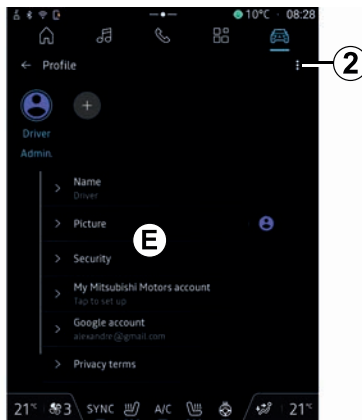 10°C · 08:28
← Profile
2
+
Driver
Admin.
> Name
Driver
> Picture
E
> Security
> My Mitsubishi Motors account
Tap to set up
> Google account
alexandre@gmail.com
> Privacy terms
21°C 3 SYNC A/C 21°C